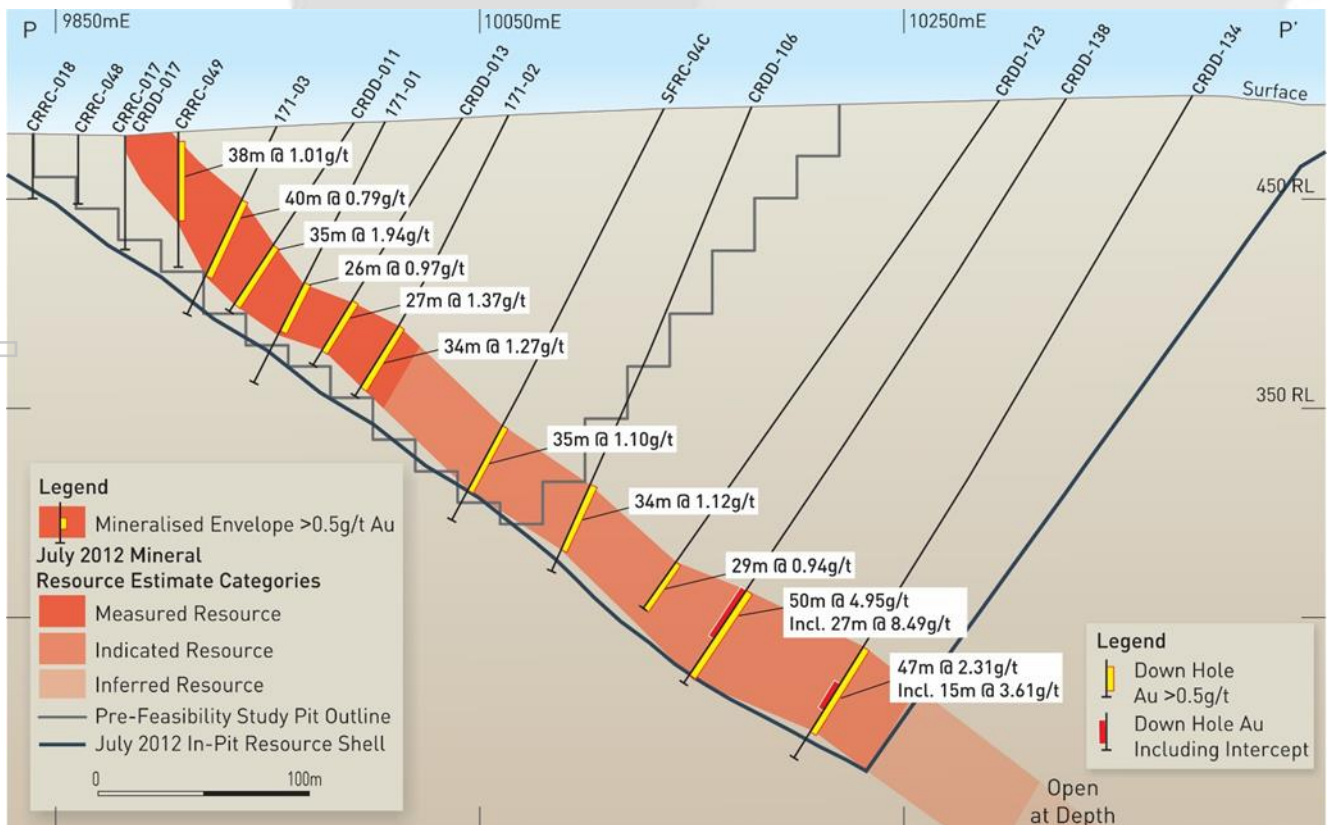 P
9850mE
10050mE
10250mE
P'
CRRC-018
CRRC-048
CRRC-017
CRDD-017
CRRC-049
171-03
CRDD-011
171-01
CRDD-013
171-02
SFRC-04C
CRDD-106
CRDD-123
CRDD-138
CRDD-134
Surface
450 RL
350 RL
38m @ 1.01g/t
40m @ 0.79g/t
35m @ 1.94g/t
26m @ 0.97g/t
27m @ 1.37g/t
34m @ 1.27g/t
35m @ 1.10g/t
34m @ 1.12g/t
29m @ 0.94g/t
50m @ 4.95g/t
Incl. 27m @ 8.49g/t
47m @ 2.31g/t
Incl. 15m @ 3.61g/t
Legend
Mineralised Envelope >0.5g/t Au
July 2012 Mineral
Resource Estimate Categories
Measured Resource
Indicated Resource
Inferred Resource
Pre-Feasibility Study Pit Outline
July 2012 In-Pit Resource Shell
0 100m
Legend
Down Hole
Au >0.5g/t
Down Hole Au
Including Intercept
Open
at Depth